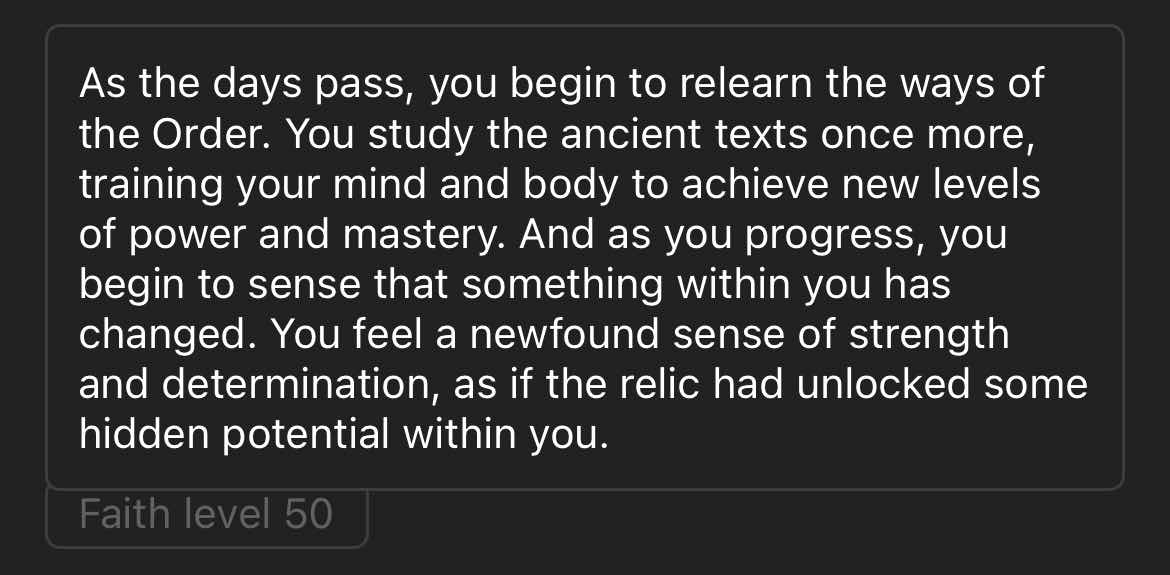 As the days pass, you begin to relearn the ways of
the Order. You study the ancient texts once more,
training your mind and body to achieve new levels
of power and mastery. And as you progress, you
begin to sense that something within you has
changed. You feel a newfound sense of strength
and determination, as if the relic had unlocked some
hidden potential within you.
Faith level 50